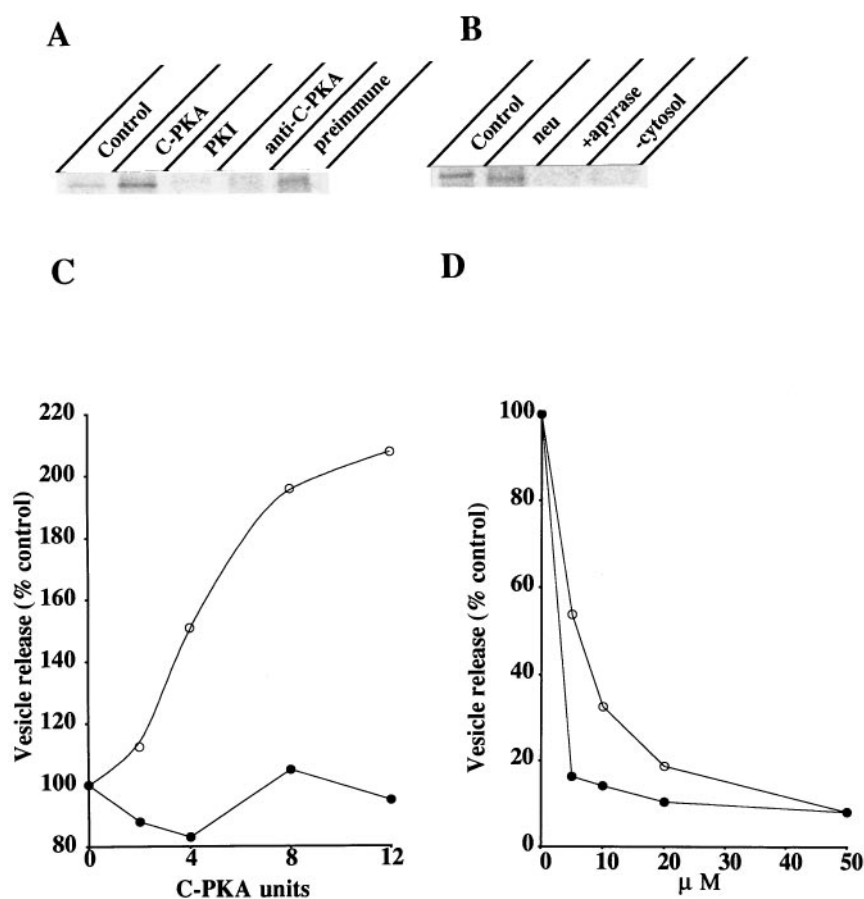 A
Control
C-PKA
PKI
anti-C-PKA
preimmune
B
Control
neu
+apyrase
-cytosol
C
Vesicle release (% control)
220
200
180
160
140
120
100
80
0
4
8
12
C-PKA units
D
Vesicle release (% control)
100
80
60
40
20
0
0
10
20
30
40
50
μ M